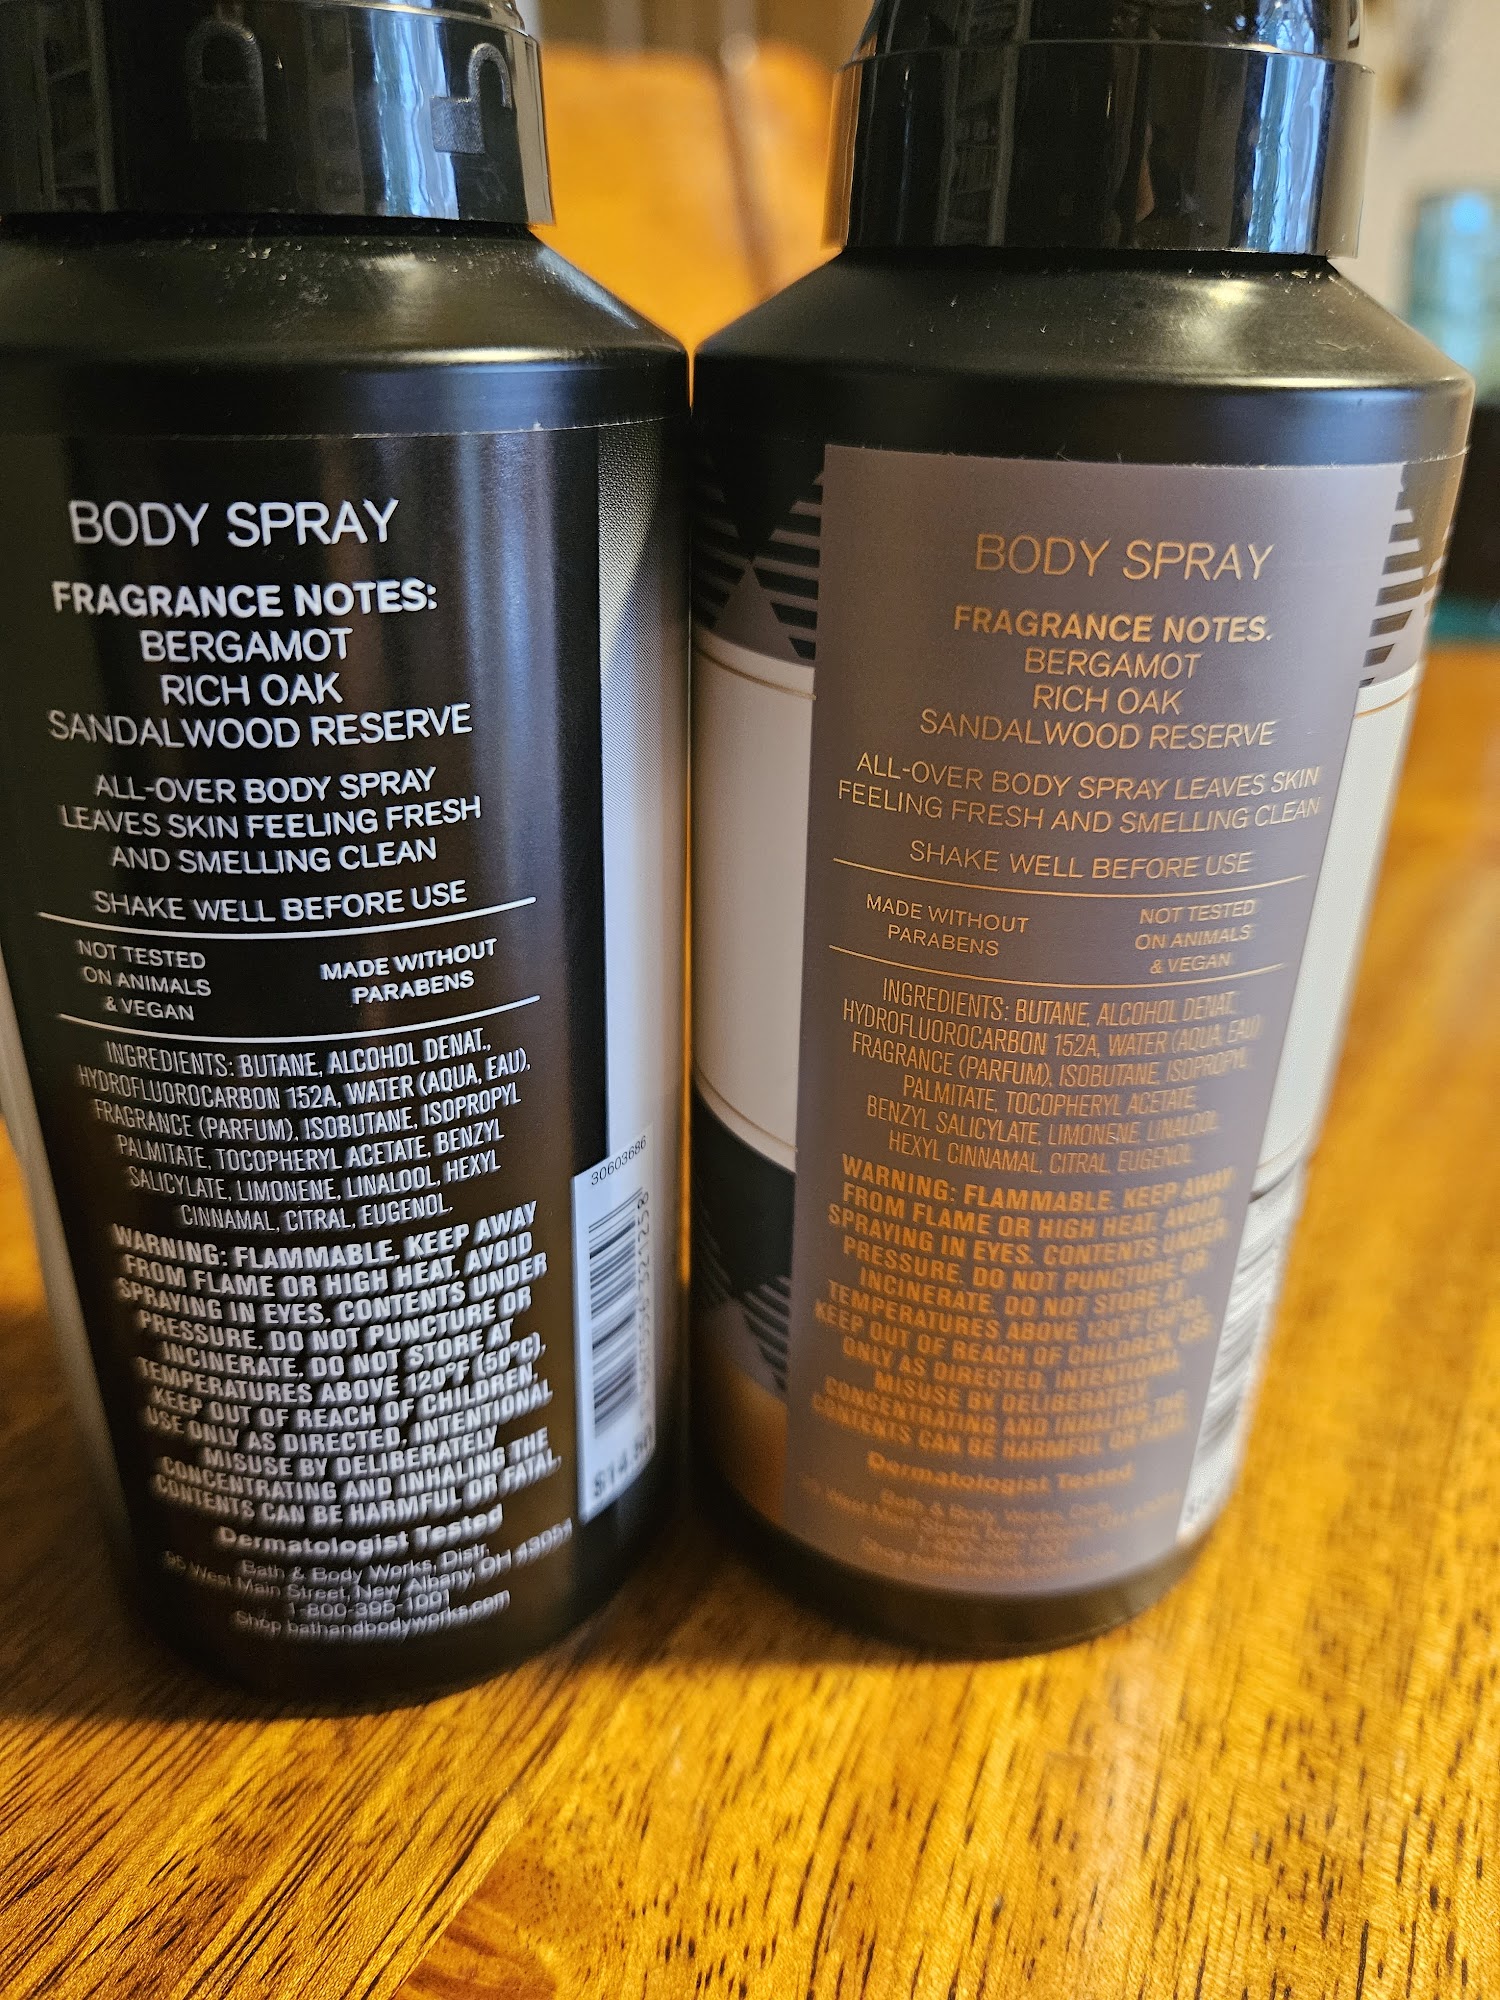 BODY SPRAY
FRAGRANCE NOTES:
BERGAMOT
RICH OAK
SANDALWOOD RESERVE
ALL-OVER BODY SPRAY
LEAVES SKIN FEELING FRESH
AND SMELLING CLEAN
SHAKE WELL BEFORE USE
NOT TESTED
ON ANIMALS
& VEGAN
MADE WITHOUT
PARABENS
INGREDIENTS: BUTANE, ALCOHOL DENAT.,
HYDROFLUOROCARBON 152A, WATER (AQUA, EAU),
FRAGRANCE (PARFUM), ISOBUTANE, ISOPROPYL
PALMITATE, TOCOPHERYL ACETATE, BENZYL
SALICYLATE, LIMONENE, LINALOOL, HEXYL
CINNAMAL, CITRAL, EUGENOL.
WARNING: FLAMMABLE. KEEP AWAY
FROM FLAME OR HIGH HEAT. AVOID
SPRAYING IN EYES. CONTENTS UNDER
PRESSURE. DO NOT PUNCTURE OR
INCINERATE. DO NOT STORE AT
TEMPERATURES ABOVE 120°F (50°C).
KEEP OUT OF REACH OF CHILDREN.
USE ONLY AS DIRECTED. INTENTIONAL
MISUSE BY DELIBERATELY
CONCENTRATING AND INHALING THE
CONTENTS CAN BE HARMFUL OR FATAL.
Dermatologist Tested
Bath & Body Works, Distr.
95 West Main Street, New Albany, OH 43054
1-800-395-1001
Shop bathandbodyworks.com
30603686
BODY SPRAY
FRAGRANCE NOTES:
BERGAMOT
RICH OAK
SANDALWOOD RESERVE
ALL-OVER BODY SPRAY LEAVES SKIN
FEELING FRESH AND SMELLING CLEAN
SHAKE WELL BEFORE USE
MADE WITHOUT
PARABENS
NOT TESTED
ON ANIMALS
& VEGAN
INGREDIENTS: BUTANE, ALCOHOL DENAT.,
HYDROFLUOROCARBON 152A, WATER (AQUA, EAU)
FRAGRANCE (PARFUM), ISOBUTANE, ISOPROPYL
PALMITATE, TOCOPHERYL ACETATE,
BENZYL SALICYLATE, LIMONENE, LINALOOL,
HEXYL CINNAMAL, CITRAL, EUGENOL.
WARNING: FLAMMABLE. KEEP AWAY
FROM FLAME OR HIGH HEAT. AVOID
SPRAYING IN EYES. CONTENTS UNDER
PRESSURE. DO NOT PUNCTURE OR
INCINERATE. DO NOT STORE AT
TEMPERATURES ABOVE 120°F (50°C).
KEEP OUT OF REACH OF CHILDREN. USE
ONLY AS DIRECTED. INTENTIONAL
MISUSE BY DELIBERATELY
CONCENTRATING AND INHALING THE
CONTENTS CAN BE HARMFUL OR FATAL.
Dermatologist Tested
Bath & Body Works, Distr.
West Main Street, New Albany, OH